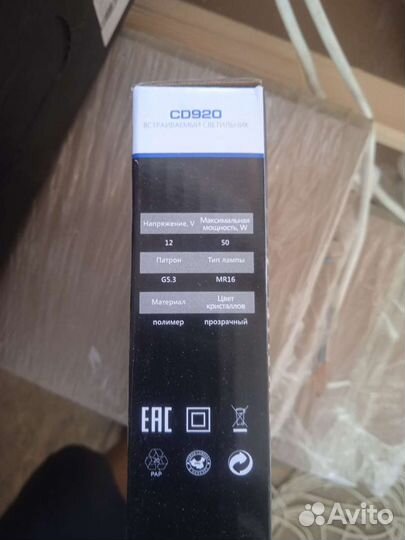 CD920
ВСТРАИВАЕМЫЙ СВЕТИЛЬНИК
Напряжение, V
Максимальная мощность, W
12
50
Патрон
Тип лампы
G5.3
MR16
Материал
Цвет кристаллов
полимер
прозрачный
EAC
20
PAP
Avito